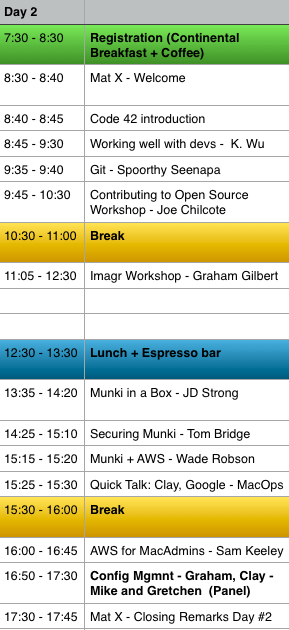 Day 2
7:30 - 8:30 Registration (Continental
Breakfast + Coffee)
8:30 - 8:40 Mat X - Welcome
8:40 - 8:45 Code 42 introduction
8:45 - 9:30 Working well with devs - K. Wu
9:35 - 9:40 Git - Spoorthy Seenapa
9:45 - 10:30 Contributing to Open Source
Workshop - Joe Chilcote
10:30 - 11:00 Break
11:05 - 12:30 Imagr Workshop - Graham Gilbert
12:30 - 13:30 Lunch + Espresso bar
13:35 - 14:20 Munki in a Box - JD Strong
14:25 - 15:10 Securing Munki - Tom Bridge
15:15 - 15:20 Munki + AWS - Wade Robson
15:25 - 15:30 Quick Talk: Clay, Google - MacOps
15:30 - 16:00 Break
16:00 - 16:45 AWS for MacAdmins - Sam Keeley
16:50 - 17:30 Config Mgmnt - Graham, Clay -
Mike and Gretchen (Panel)
17:30 - 17:45 Mat X - Closing Remarks Day #2